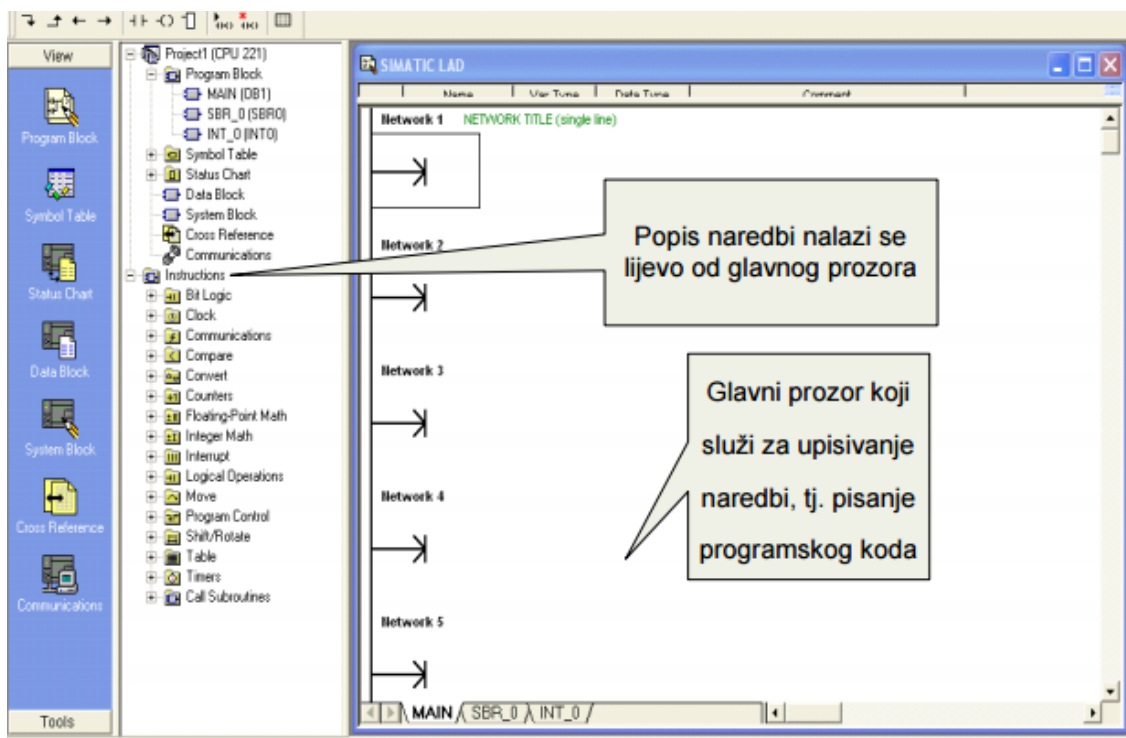 View
Program Block
Symbol Table
Status Chart
Data Block
System Block
Cross Reference
Communications
Tools
Project1 (CPU 221)
Program Block
MAIN (OB1)
SBR_0 (SBR0)
INT_0 (INT0)
Symbol Table
Status Chart
Data Block
System Block
Cross Reference
Communications
Instructions
Bit Logic
Clock
Communications
Compare
Convert
Counters
Floating-Point Math
Integer Math
Interrupt
Logical Operations
Move
Program Control
Shift/Rotate
Table
Timers
Call Subroutines
SIMATIC LAD
Name Var Type Data Type Comment
Network 1 NETWORK TITLE (single line)
Network 2
Network 3
Network 4
Network 5
Popis naredbi nalazi se
lijevo od glavnog prozora
Glavni prozor koji
služi za upisivanje
naredbi, tj. pisanje
programskog koda
MAIN SBR_0 INT_0